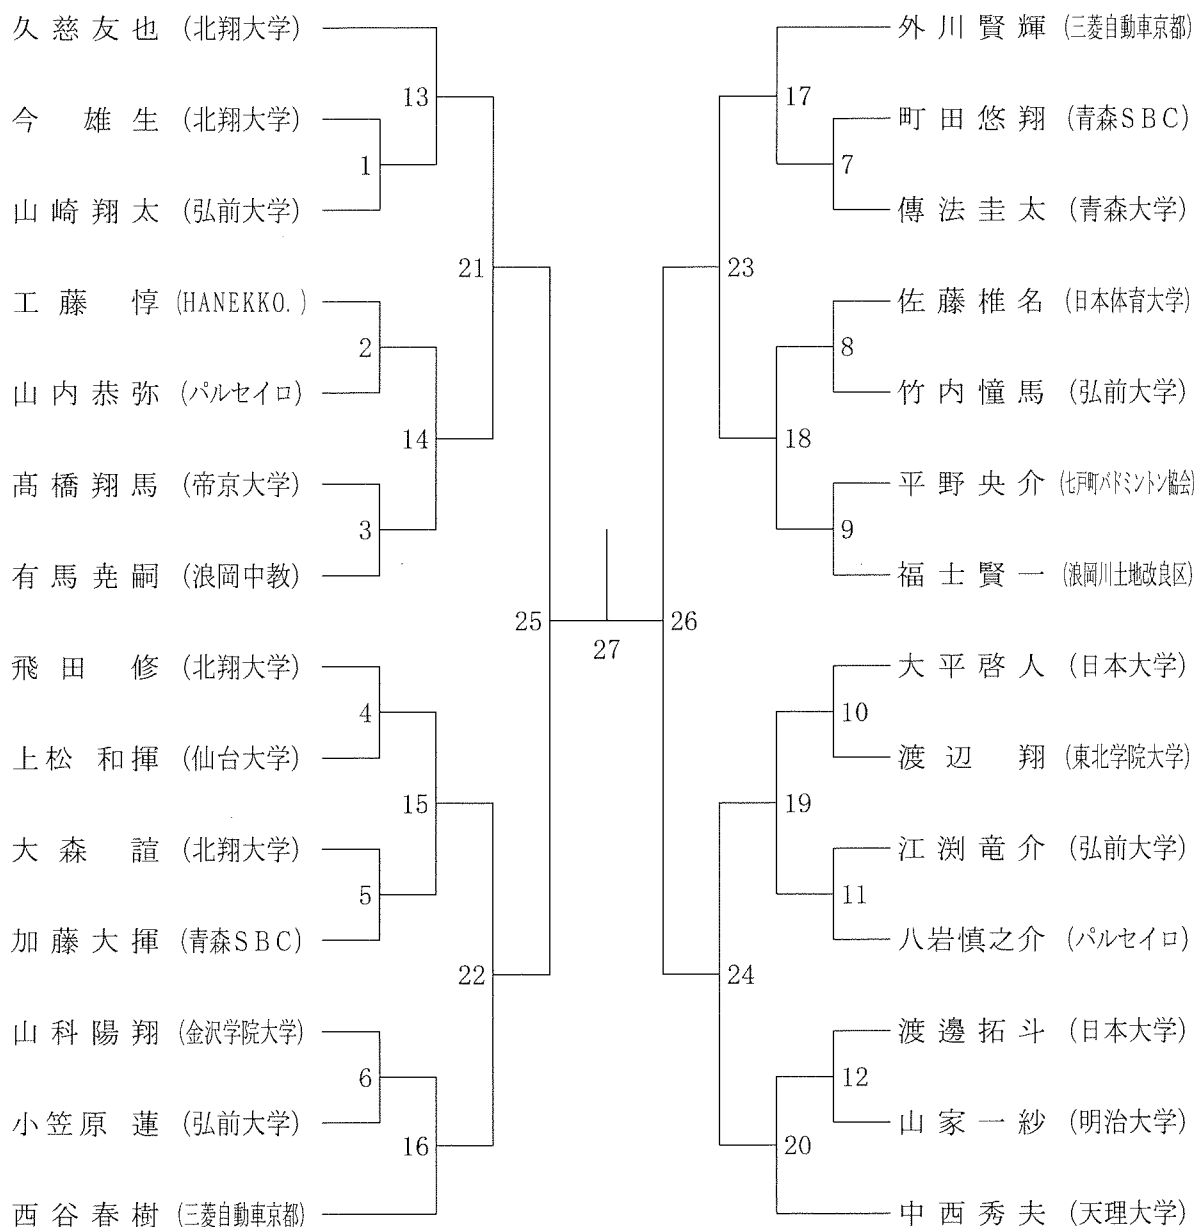 久慈友也 (北翔大学)
今 雄生 (北翔大学)
山崎翔太 (弘前大学)
工藤 惇 (HANEKKO.)
山内恭弥 (パルセイロ)
髙橋翔馬 (帝京大学)
有馬尭嗣 (浪岡中教)
飛田 修 (北翔大学)
上松 和揮 (仙台大学)
大森 諠 (北翔大学)
加藤大揮 (青森SBC)
山科陽翔 (金沢学院大学)
小笠原 蓮 (弘前大学)
西谷春樹 (三菱自動車京都)
1
2
3
4
5
6
13
14
15
16
21
22
25
27
26
23
24
17
18
19
20
7
8
9
10
11
12
外川賢輝 (三菱自動車京都)
町田悠翔 (青森SBC)
傳法圭太 (青森大学)
佐藤椎名 (日本体育大学)
竹内憧馬 (弘前大学)
平野央介 (七戸町バドミントン協会)
福士賢一 (浪岡川土地改良区)
大平啓人 (日本大学)
渡辺 翔 (東北学院大学)
江渕竜介 (弘前大学)
八岩慎之介 (パルセイロ)
渡邊拓斗 (日本大学)
山家一紗 (明治大学)
中西秀夫 (天理大学)